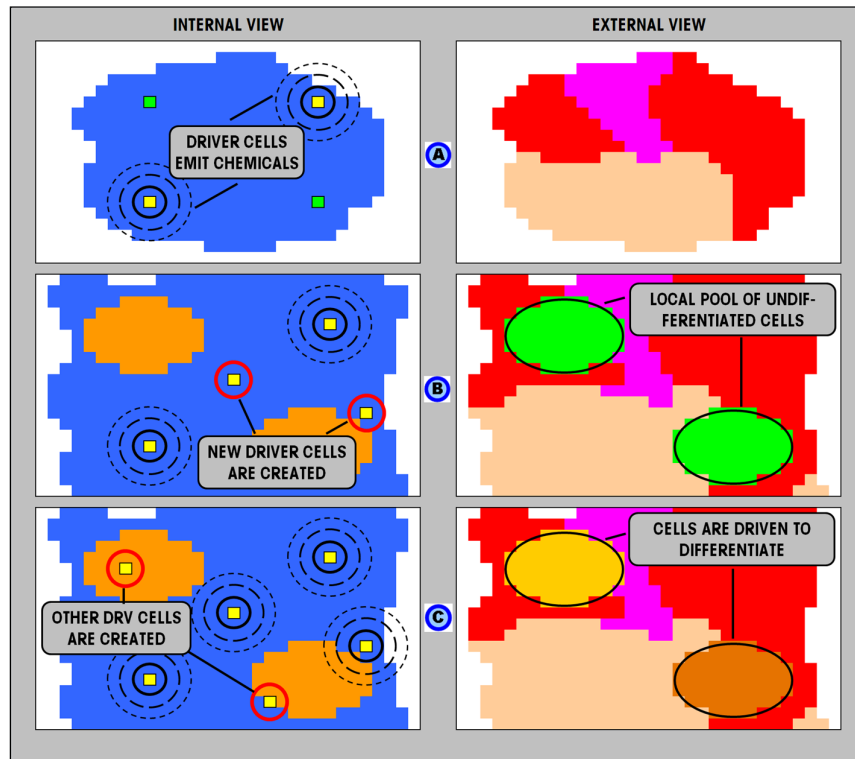 INTERNAL VIEW
EXTERNAL VIEW
DRIVER CELLS
EMIT CHEMICALS
A
LOCAL POOL OF UNDIF-
FERENTIATED CELLS
B
NEW DRIVER CELLS
ARE CREATED
CELLS ARE DRIVEN TO
DIFFERENTIATE
OTHER DRV CELLS
ARE CREATED
C